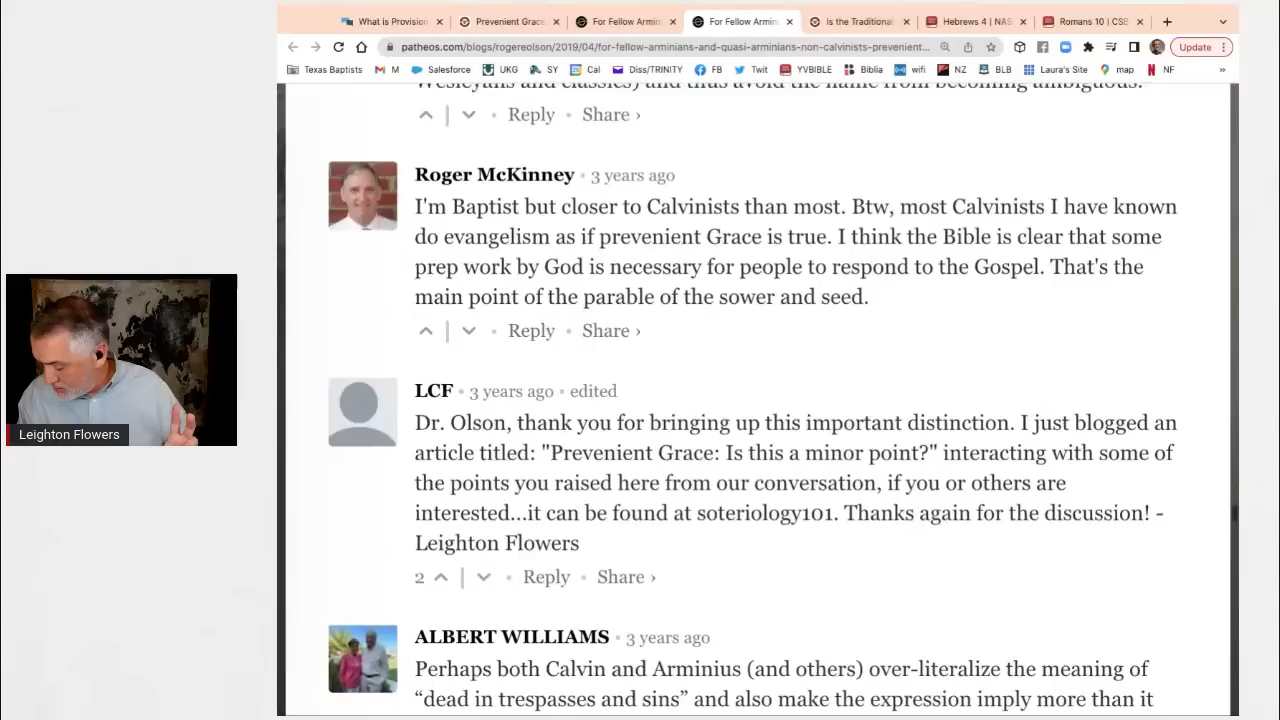 What is Provision
Prevenient Grace:
For Fellow Armin
For Fellow Armin
Is the Traditional
Hebrews 4 | NAS
Romans 10 | CSB
patheos.com/blogs/rogereolson/2019/04/for-fellow-arminians-and-quasi-arminians-non-calvinists-prevenient...
Update
Texas Baptists
M
Salesforce
UKG
SY
Cal
Diss/TRINITY
FB
Twit
YVBIBLE
Biblia
wifi
NZ
BLB
Laura's Site
map
NF
»
Wesleyans and classics) and thus avoid the name from becoming ambiguous.
Reply • Share ›
Roger McKinney • 3 years ago
I'm Baptist but closer to Calvinists than most. Btw, most Calvinists I have known
do evangelism as if prevenient Grace is true. I think the Bible is clear that some
prep work by God is necessary for people to respond to the Gospel. That's the
main point of the parable of the sower and seed.
Reply • Share ›
LCF • 3 years ago • edited
Dr. Olson, thank you for bringing up this important distinction. I just blogged an
article titled: "Prevenient Grace: Is this a minor point?" interacting with some of
the points you raised here from our conversation, if you or others are
interested...it can be found at soteriology101. Thanks again for the discussion! -
Leighton Flowers
2 • Reply • Share ›
ALBERT WILLIAMS • 3 years ago
Perhaps both Calvin and Arminius (and others) over-literalize the meaning of
“dead in trespasses and sins” and also make the expression imply more than it
Leighton Flowers